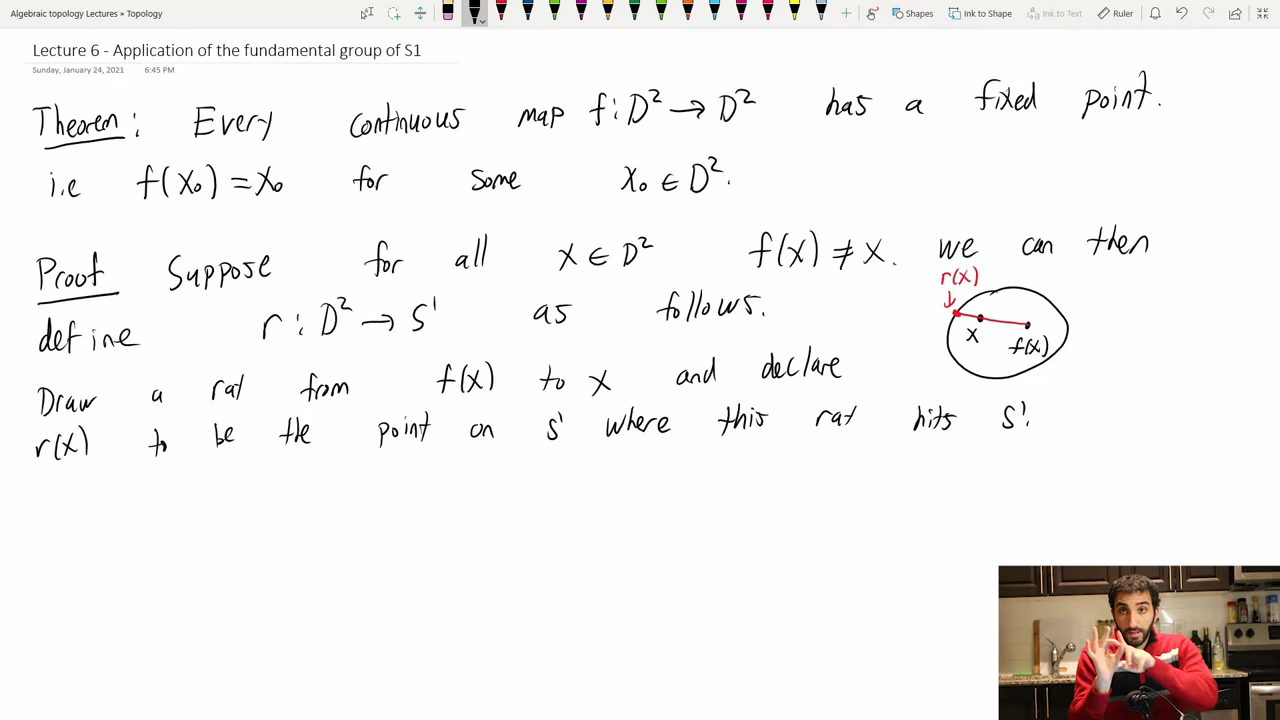 Algebraic topology Lectures » Topology
Shapes
Ink to Shape
Ink to Text
Ruler
Lecture 6 - Application of the fundamental group of S1
Sunday, January 24, 2021 6:45 PM
Theorem: Every continuous map f: D² → D² has a fixed point.
i.e f(x₀) = x₀ for some x₀ ∈ D².
Proof Suppose for all x ∈ D² f(x) ≠ x. we can then
define r: D² → S¹ as follows.
r(x)
x
f(x)
Draw a rat from f(x) to x and declare
r(x) to be the point on S¹ where this rat hits S¹.